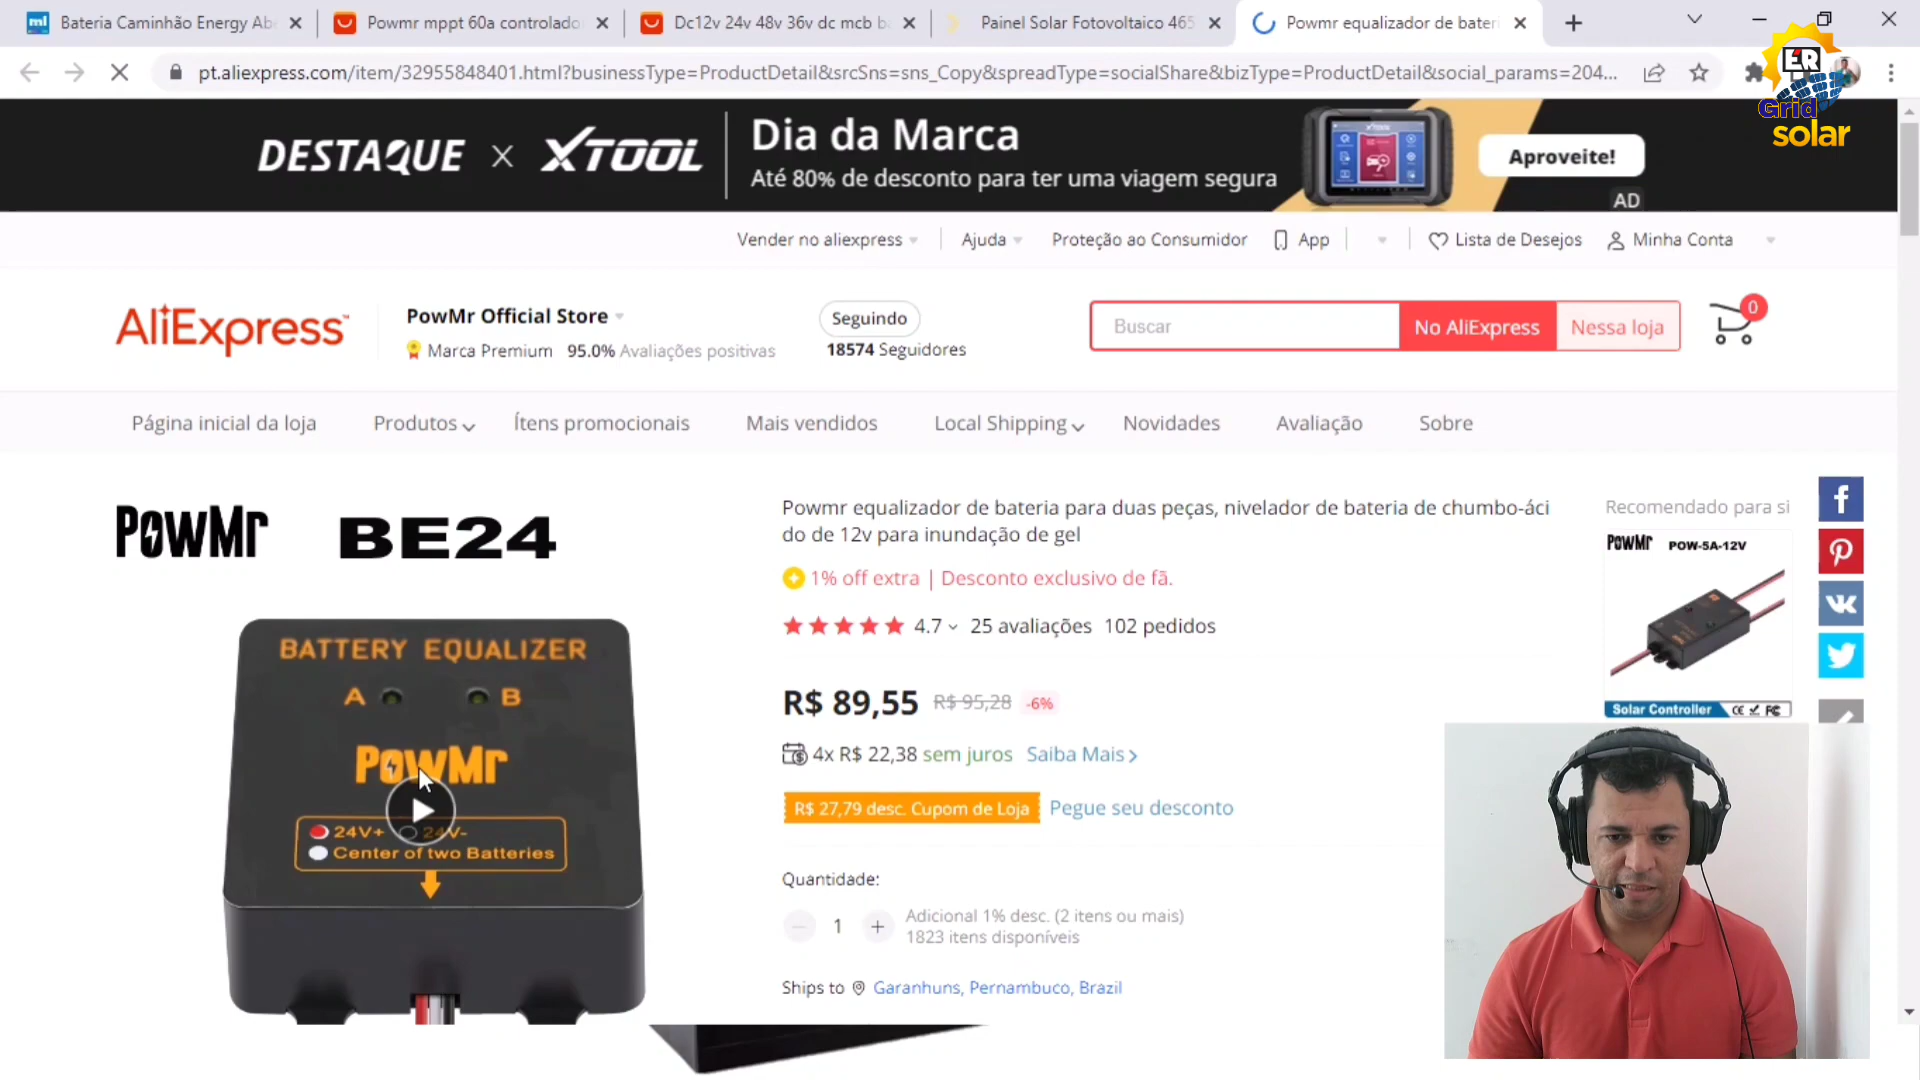 Bateria Caminhão Energy Ab
Powmr mppt 60a controlado
Dc12v 24v 48v 36v dc mcb b
Painel Solar Fotovoltaico 465
Powmr equalizador de bateri
pt.aliexpress.com/item/32955848401.html?businessType=ProductDetail&srcSns=sns_Copy&spreadType=socialShare&bizType=ProductDetail&social_params=204...
ER
Grid
solar
DESTAQUE X XTOOL
Dia da Marca
Até 80% de desconto para ter uma viagem segura
Aproveite!
AD
Vender no aliexpress
Ajuda
Proteção ao Consumidor
App
Lista de Desejos
Minha Conta
AliExpress™
PowMr Official Store
Marca Premium 95.0% Avaliações positivas
Seguindo
18574 Seguidores
Buscar
No AliExpress
Nessa loja
0
Página inicial da loja
Produtos
Ítens promocionais
Mais vendidos
Local Shipping
Novidades
Avaliação
Sobre
PowMr BE24
BATTERY EQUALIZER
A B
PowMr
24V+ 24V-
Center of two Batteries
Powmr equalizador de bateria para duas peças, nivelador de bateria de chumbo-áci
do de 12v para inundação de gel
1% off extra | Desconto exclusivo de fã.
4.7 25 avaliações 102 pedidos
R$ 89,55 R$ 95,28 -6%
4x R$ 22,38 sem juros Saiba Mais
R$ 27,79 desc. Cupom de Loja Pegue seu desconto
Quantidade:
1
Adicional 1% desc. (2 itens ou mais)
1823 itens disponíveis
Ships to Garanhuns, Pernambuco, Brazil
Recomendado para si
PowMr POW-5A-12V
Solar Controller CE FC